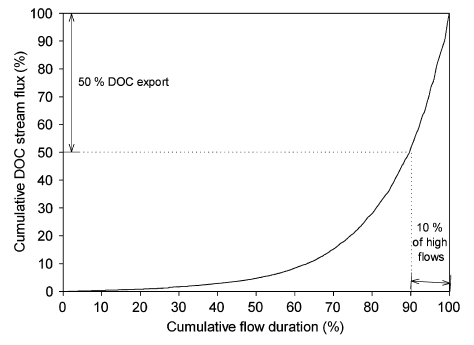 Cumulative DOC stream flux (%)
100
90
80
70
60
50
40
30
20
10
0
50 % DOC export
10 %
of high
flows
0 10 20 30 40 50 60 70 80 90 100
Cumulative flow duration (%)